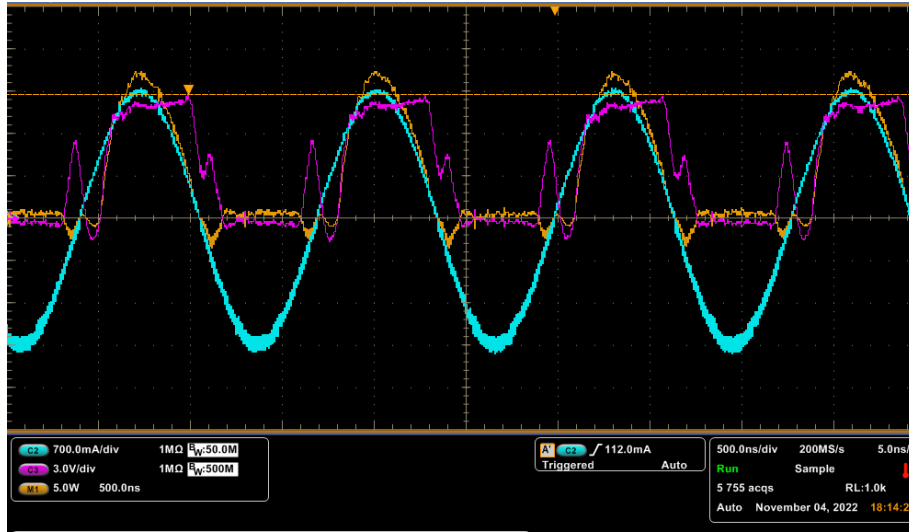 C2 700.0mA/div 1MΩ BW:50.0M
C3 3.0V/div 1MΩ BW:500M
M1 5.0W 500.0ns
A' C2 112.0mA
Triggered Auto
500.0ns/div 200MS/s 5.0ns/
Run Sample
5 755 acqs RL:1.0k
Auto November 04, 2022 18:14:2